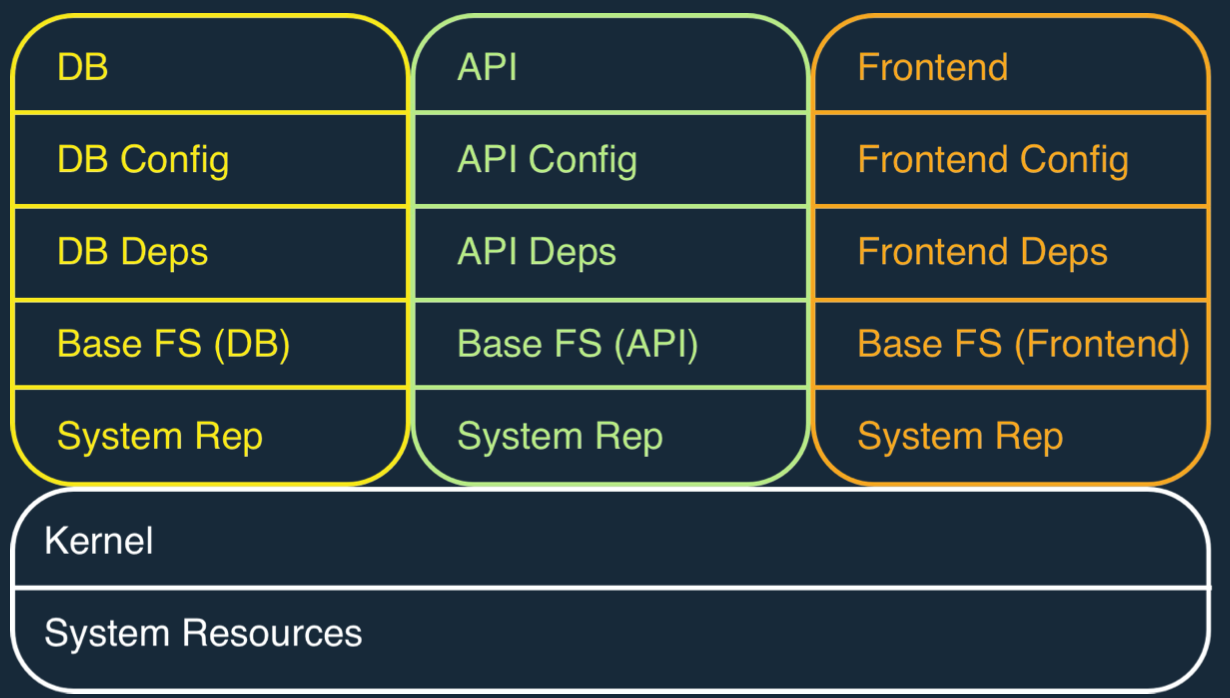 DB
DB Config
DB Deps
Base FS (DB)
System Rep
API
API Config
API Deps
Base FS (API)
System Rep
Frontend
Frontend Config
Frontend Deps
Base FS (Frontend)
System Rep
Kernel
System Resources